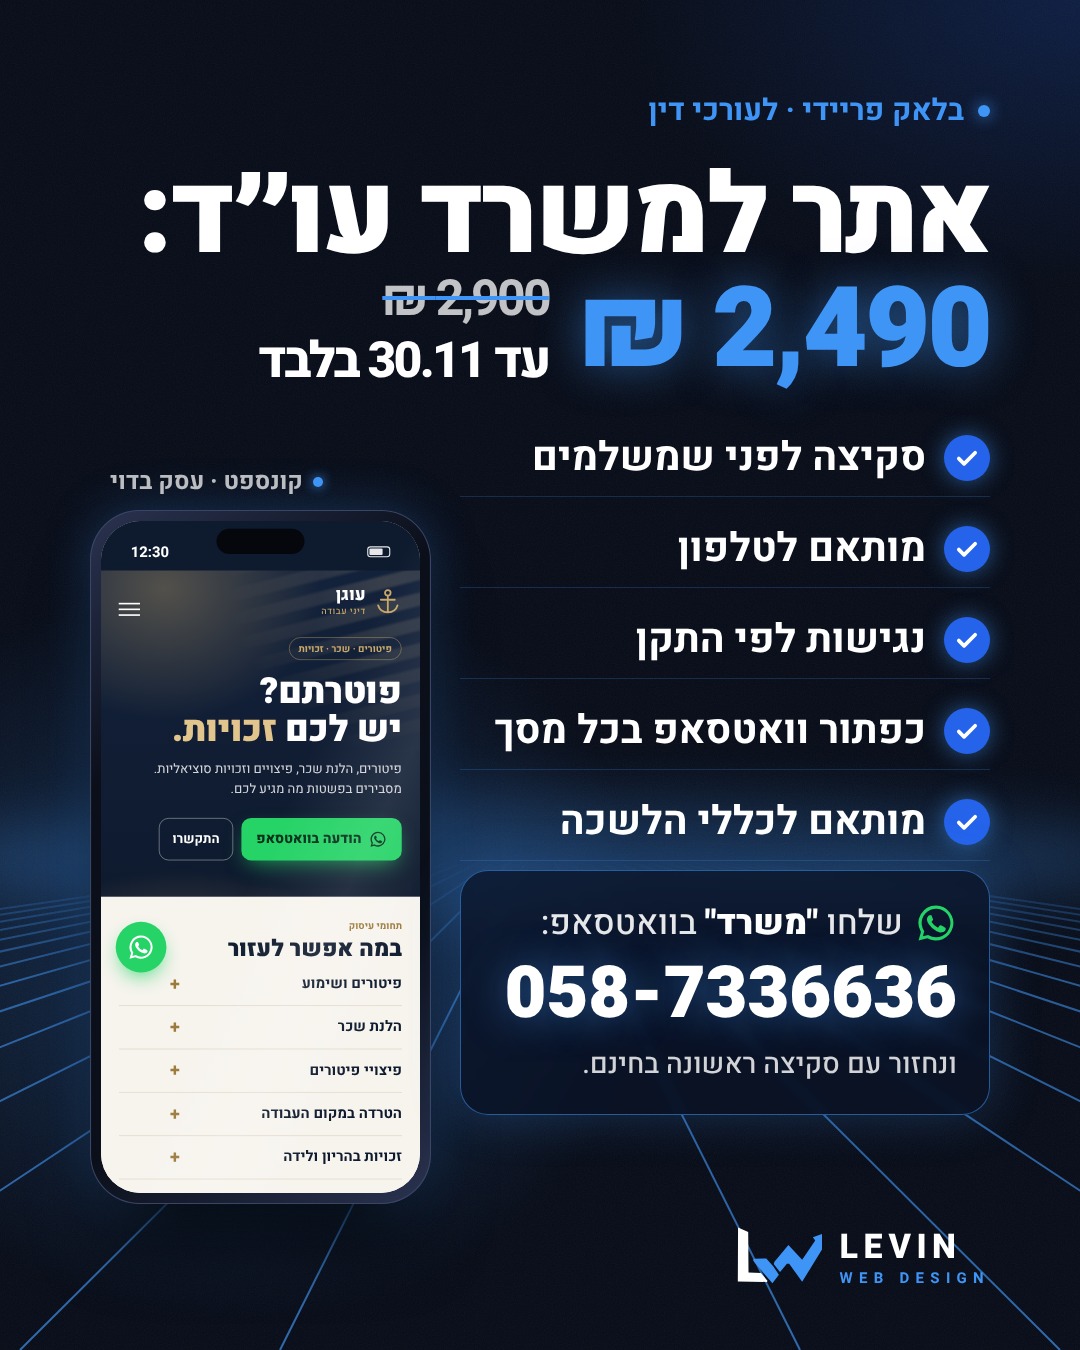 בלאק פריידי · לעורכי דין
אתר למשרד עו״ד:
2,490 ₪
2,900 ₪
עד 30.11 בלבד
סקיצה לפני שמשלמים
מותאם לטלפון
נגישות לפי התקן
כפתור וואטסאפ בכל מסך
מותאם לכללי הלשכה
שלחו "משרד" בוואטסאפ:
058-7336636
ונחזור עם סקיצה ראשונה בחינם.
קונספט · עסק בדוי
12:30
עוגן
דיני עבודה
פיטורים · שכר · זכויות
פוטרתם?
יש לכם זכויות.
פיטורים, הלנת שכר, פיצויים וזכויות סוציאליות.
מסבירים בפשטות מה מגיע לכם.
הודעה בוואטסאפ
התקשרו
תחומי עיסוק
במה אפשר לעזור
פיטורים ושימוע
הלנת שכר
פיצויי פיטורים
הטרדה במקום העבודה
זכויות בהריון ולידה
LEVIN
WEB DESIGN